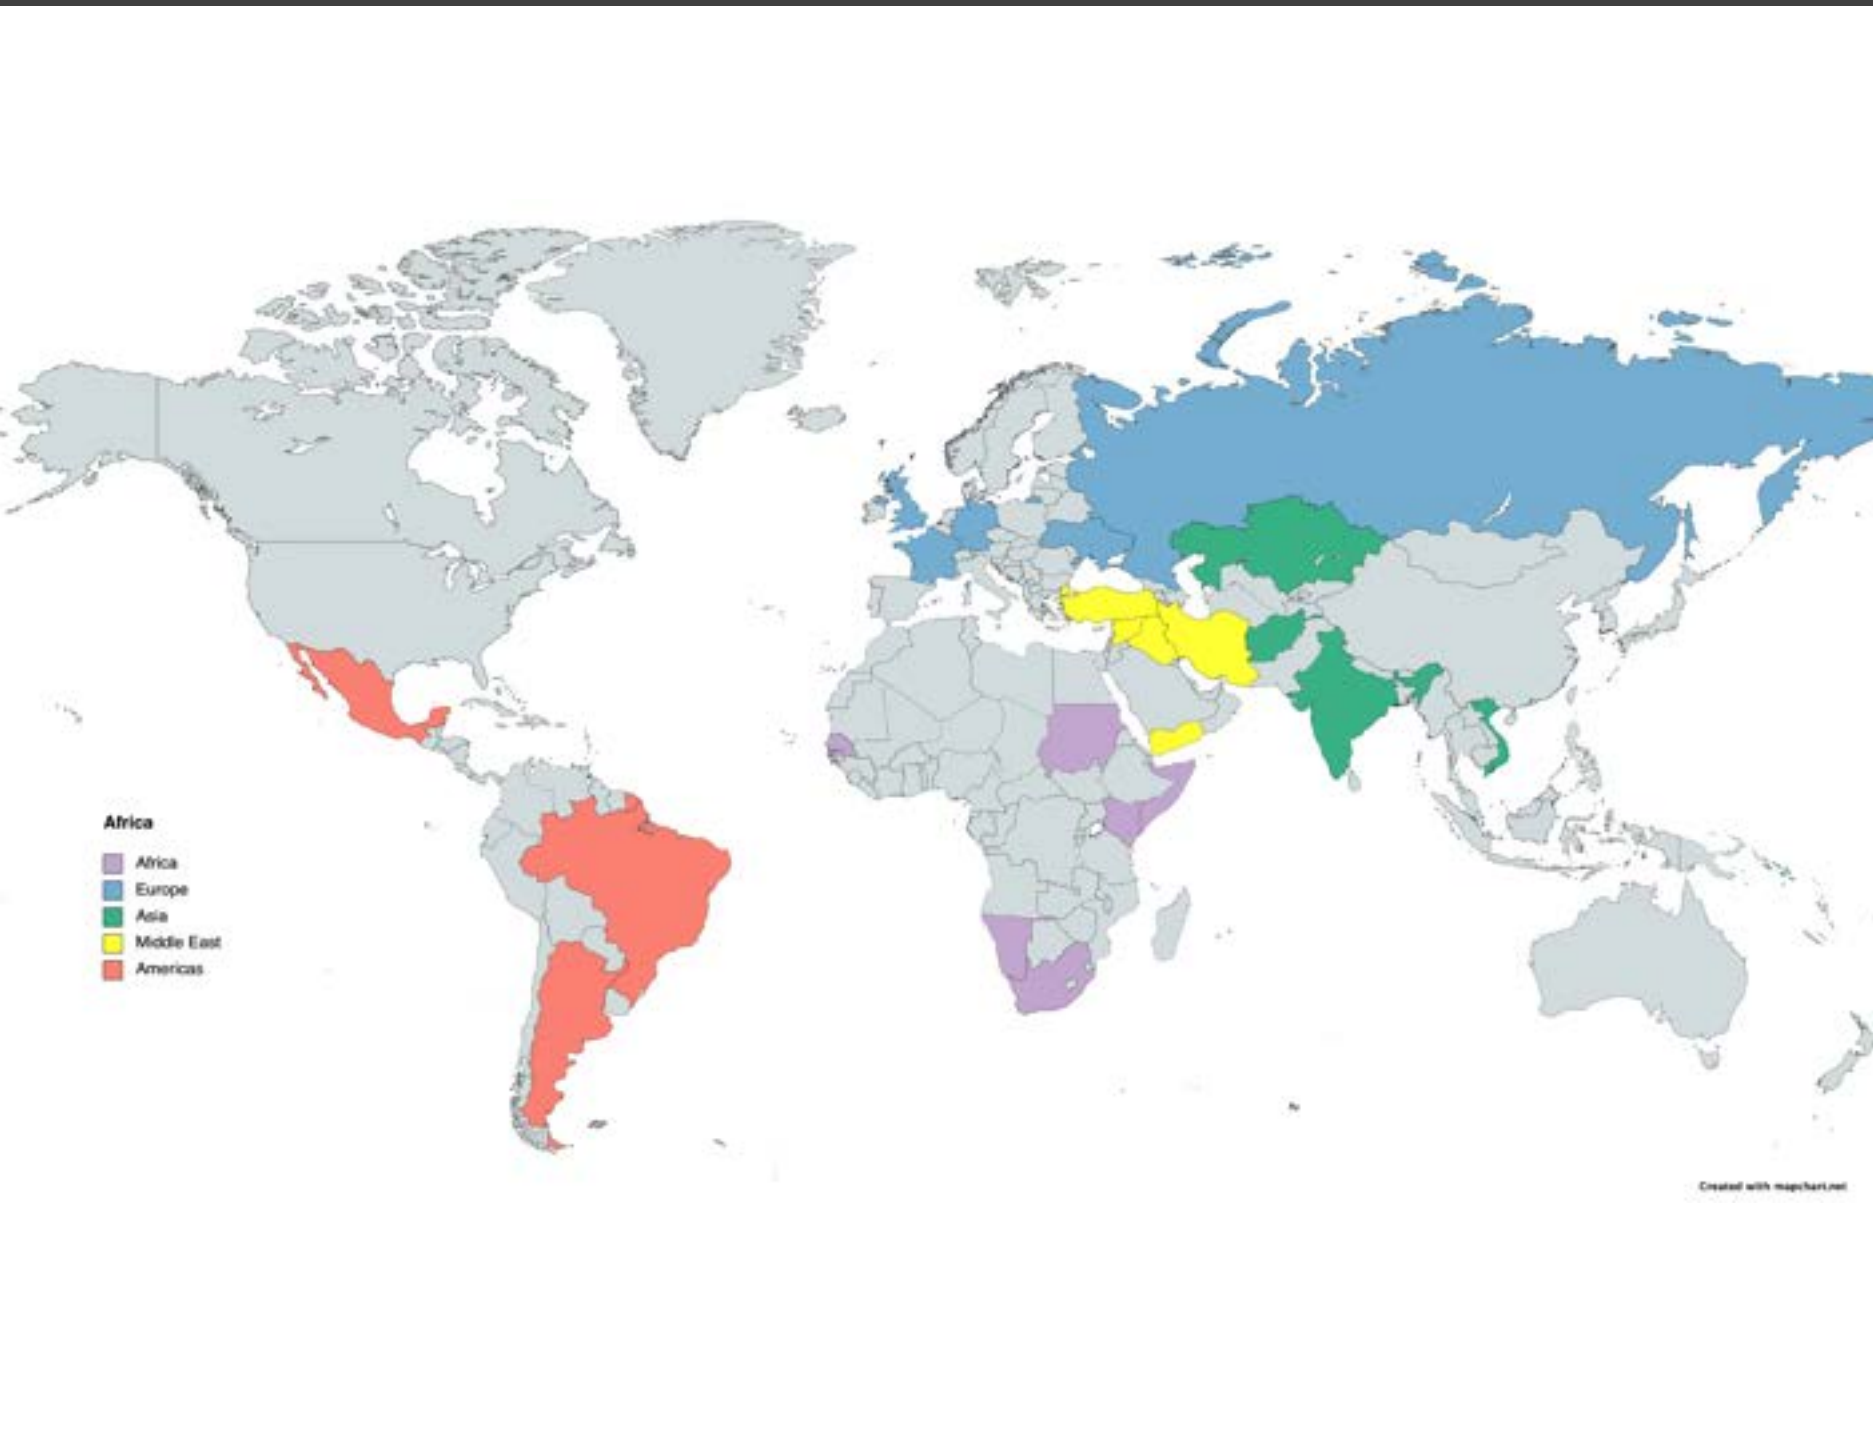 Africa
Africa
Europe
Asia
Middle East
Americas
Created with mapchart.net